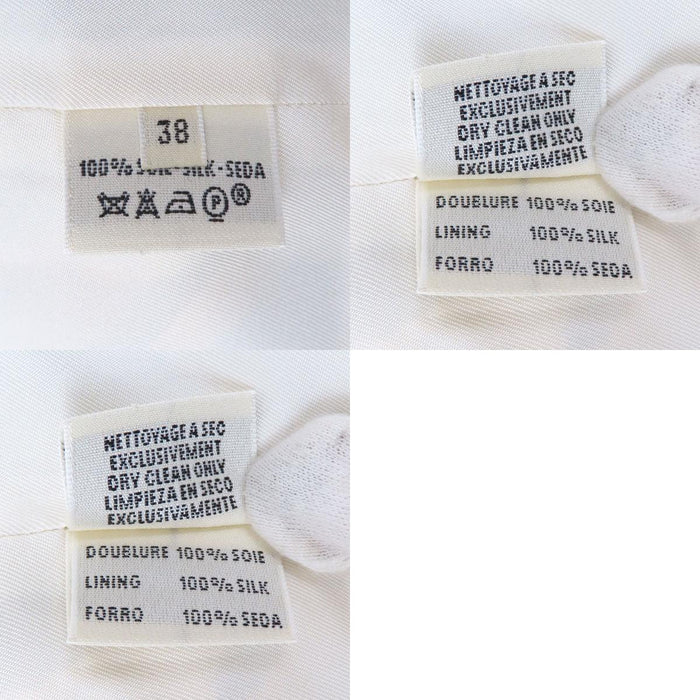 38
100% SOIE-SILK-SEDA
P®
NETTOYAGE A SEC
EXCLUSIVEMENT
DRY CLEAN ONLY
LIMPIEZA EN SECO
EXCLUSIVAMENTE
DOUBLURE 100% SOIE
LINING 100% SILK
FORRO 100% SEDA
NETTOYAGE A SEC
EXCLUSIVEMENT
DRY CLEAN ONLY
LIMPIEZA EN SECO
EXCLUSIVAMENTE
DOUBLURE 100% SOIE
LINING 100% SILK
FORRO 100% SEDA